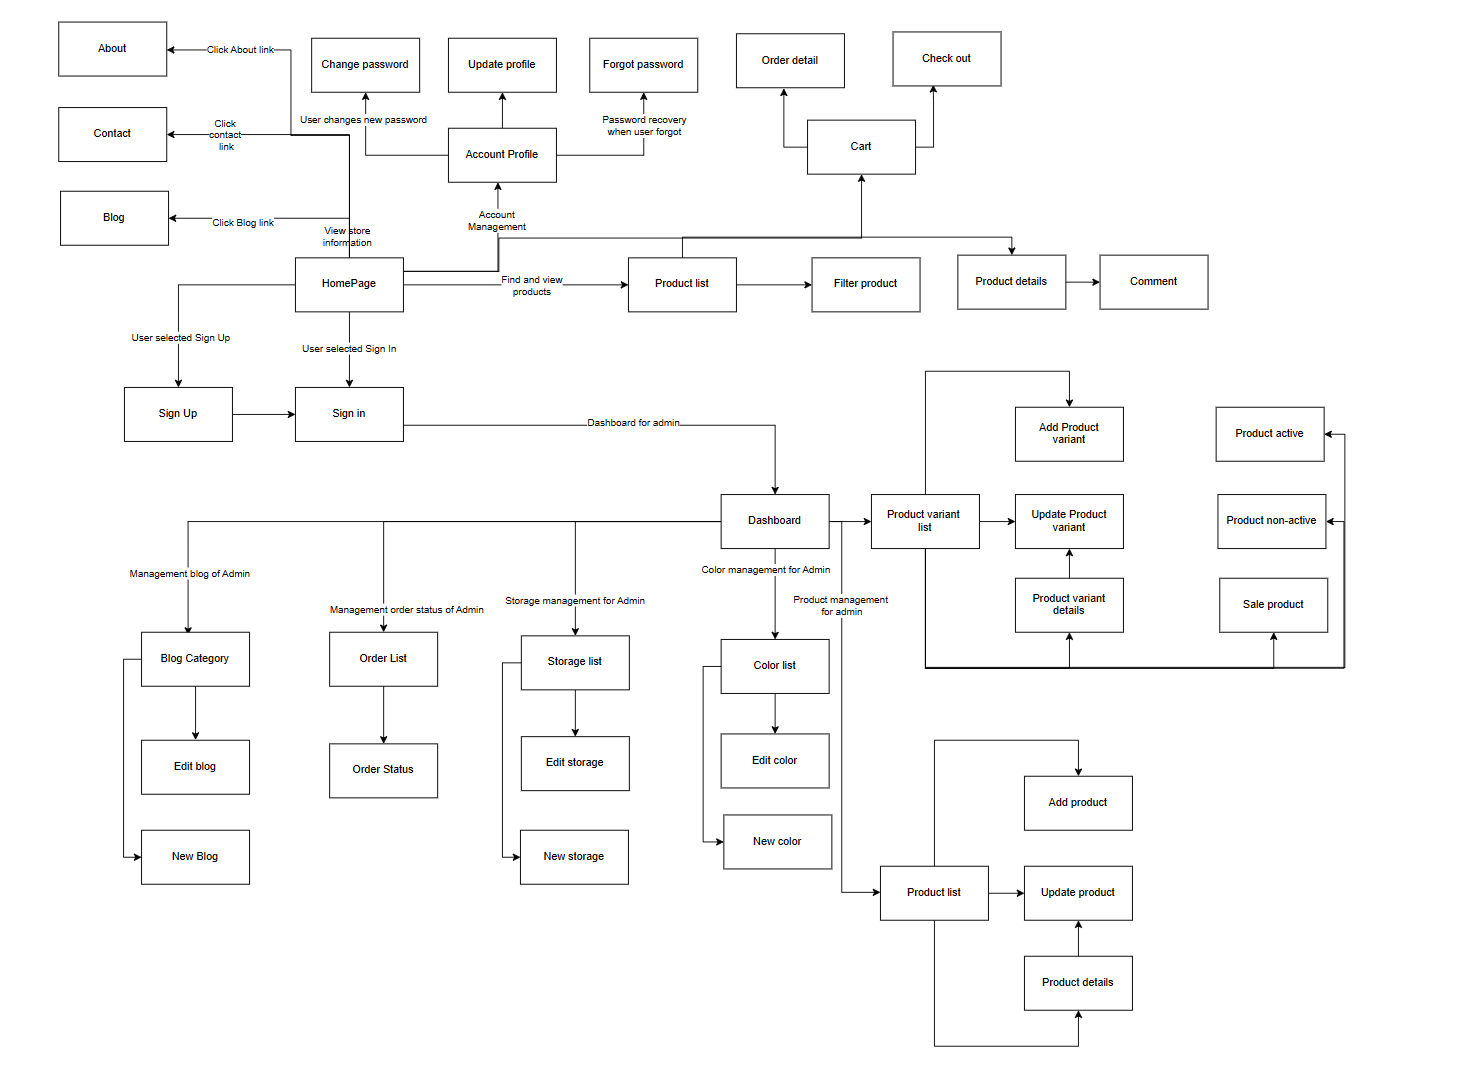 About
Click About link
Change password
Update profile
Forgot password
Order detail
Check out
Contact
Click
contact
link
User changes new password
Password recovery
when user forgot
Account Profile
Cart
Blog
Click Blog link
View store
information
Account
Management
HomePage
Find and view
products
Product list
Filter product
Product details
Comment
User selected Sign Up
User selected Sign In
Sign Up
Sign in
Dashboard for admin
Add Product
variant
Product active
Dashboard
Product variant
list
Update Product
variant
Product non-active
Management blog of Admin
Management order status of Admin
Storage management for Admin
Color management for Admin
Product management
for admin
Product variant
details
Sale product
Blog Category
Order List
Storage list
Color list
Edit blog
Order Status
Edit storage
Edit color
New Blog
New storage
New color
Add product
Product list
Update product
Product details